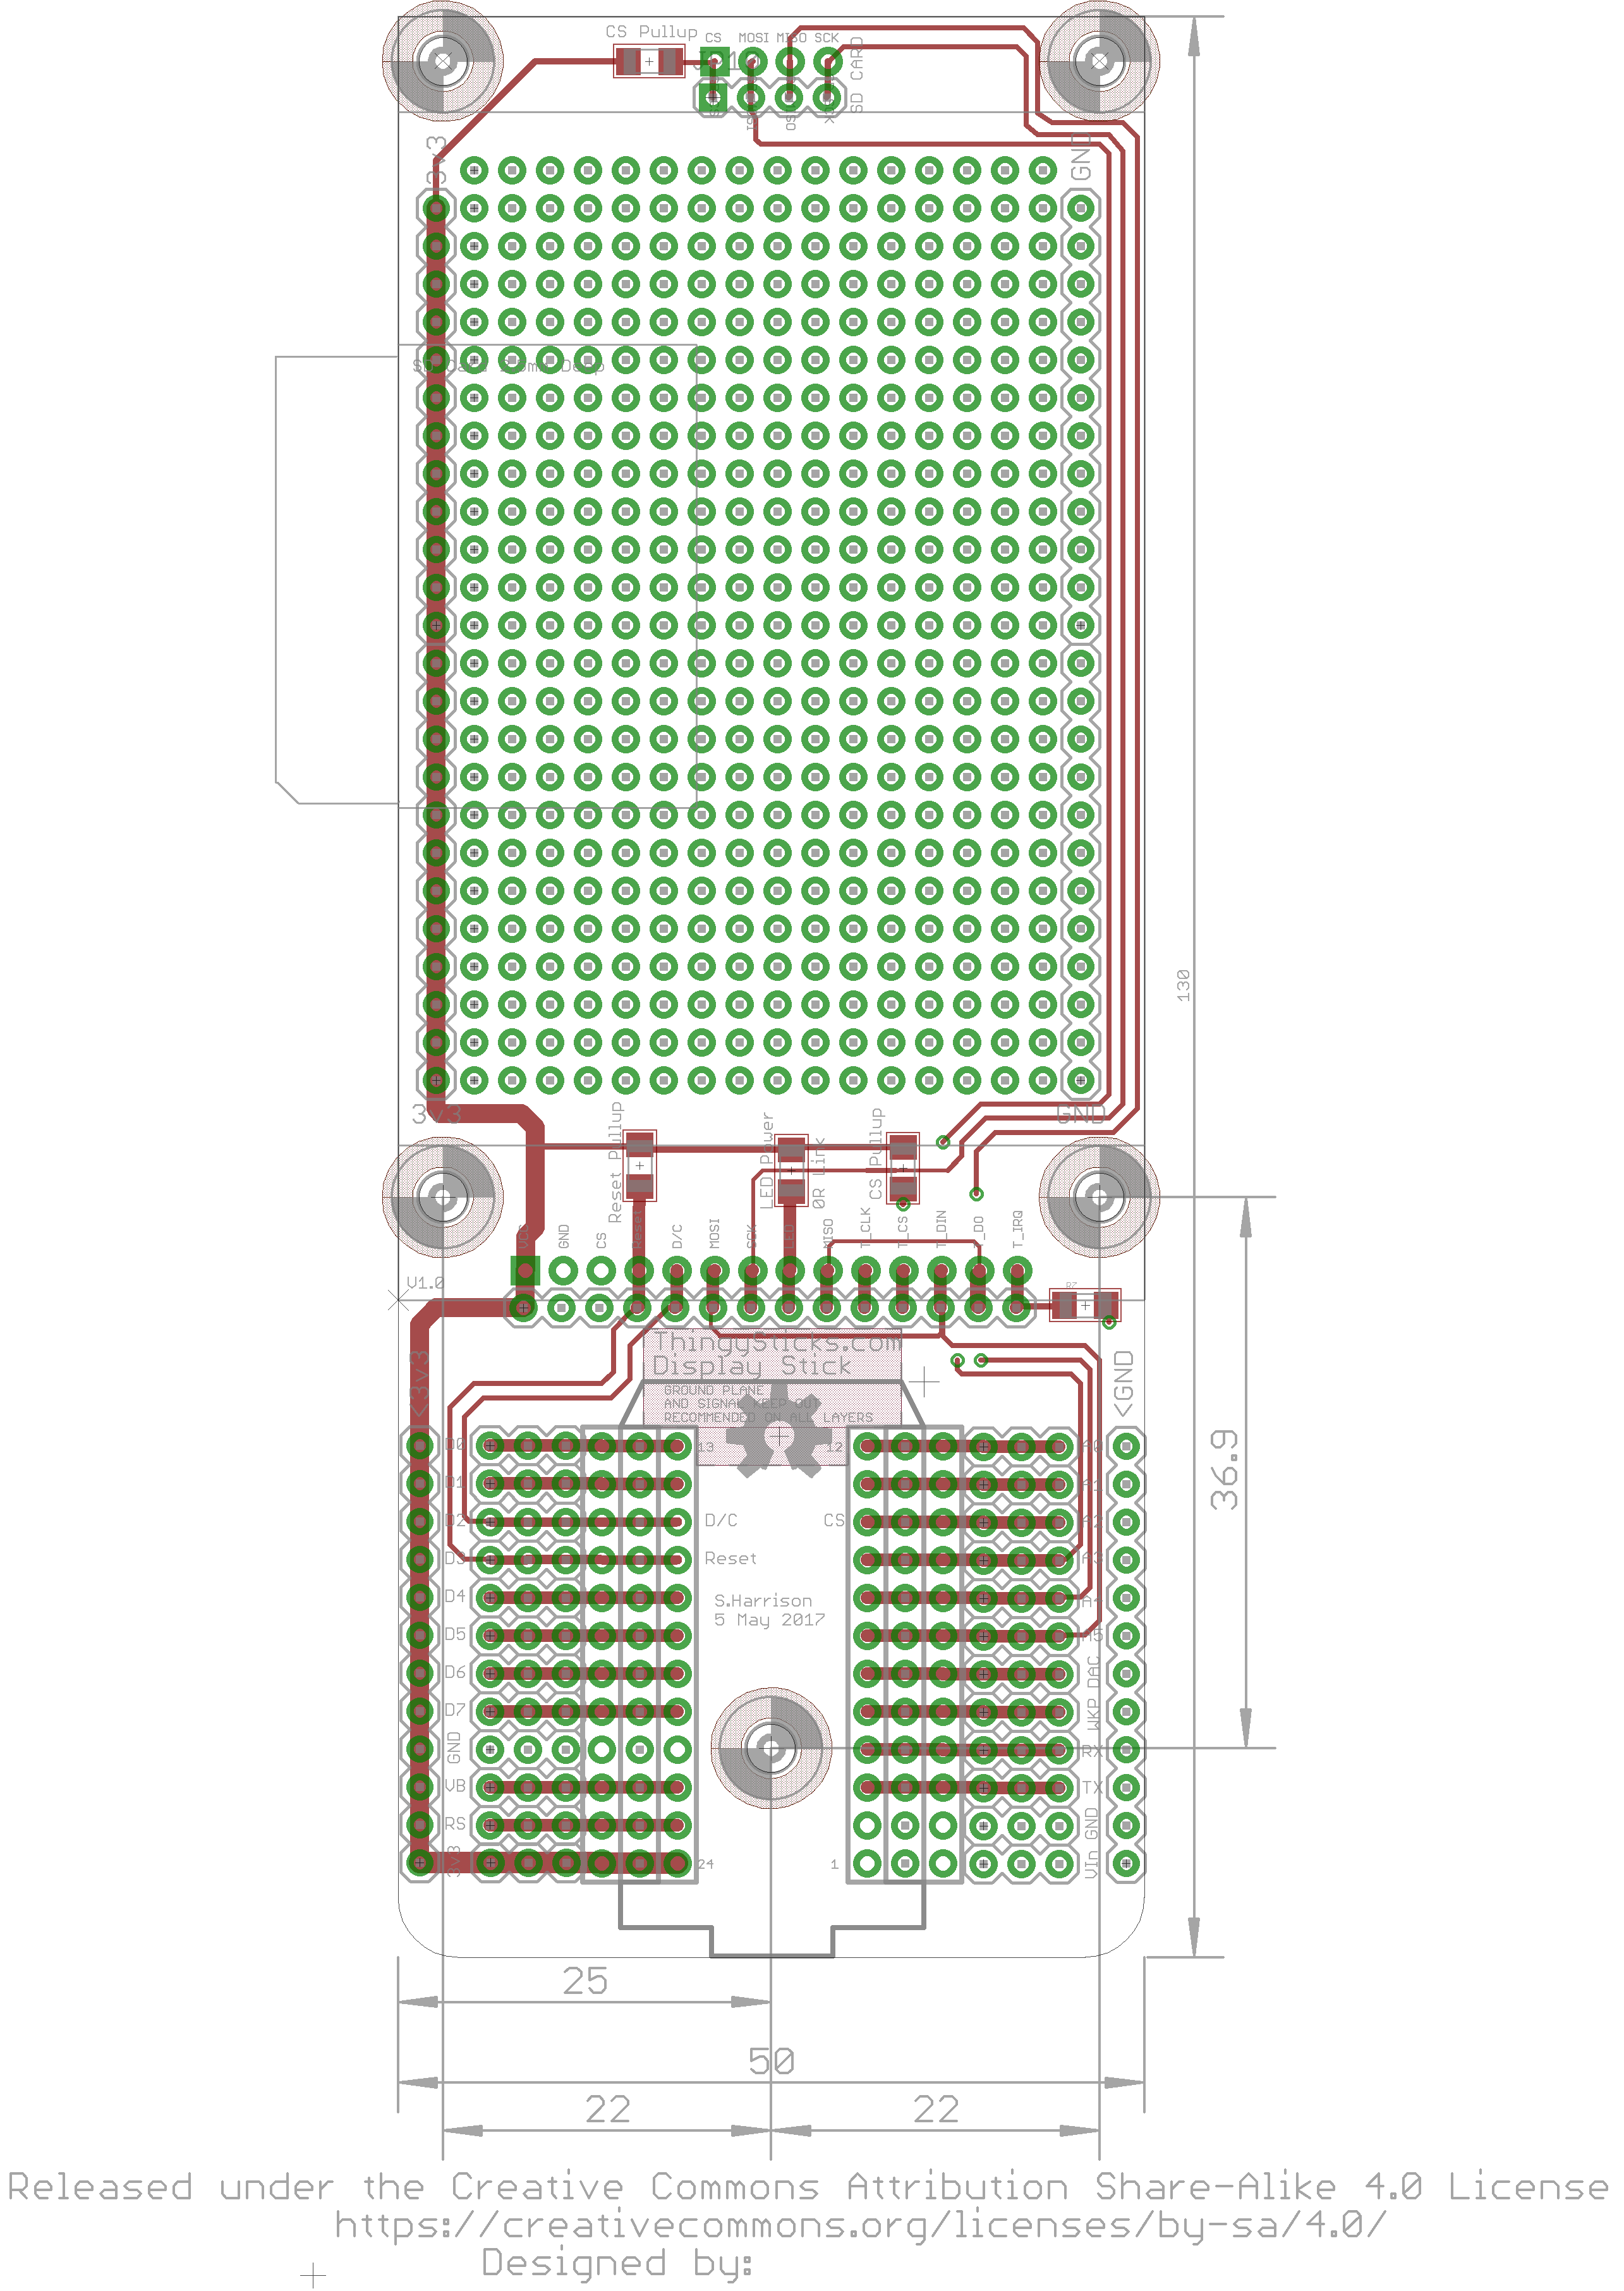 CS Pullup
CS MOSI MISO SCK
SD CARD
3v3
GND
3v3
GND
130
Reset Pullup
LED Power
0R Link
CS Pullup
VCC GND CS Reset D/C MOSI SCK LED MISO T_CLK T_CS T_DIN T_DO T_IRQ
V1.0
ThingySticks.com
Display Stick
GROUND PLANE
AND SIGNAL KEEP OUT
RECOMMENDED ON ALL LAYERS
<3v3
<GND
D0 13 12 A0
D1 A1
D2 D/C CS A2
D3 Reset A3
D4 A4
S.Harrison
5 May 2017
D5 A5
D6 DAC
D7 WKP
GND RX
VB TX
RS GND
3v3 24 1 VIn
36.9
25
50
22 22
Released under the Creative Commons Attribution Share-Alike 4.0 License
https://creativecommons.org/licenses/by-sa/4.0/
Designed by: